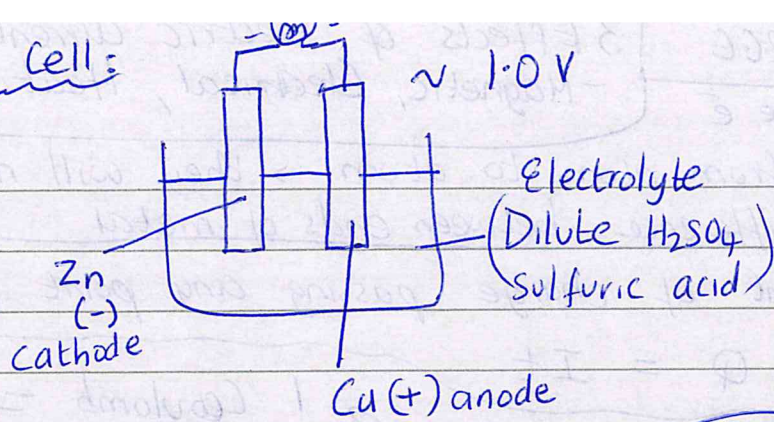 Cell:
~ 1.0 V
Electrolyte
(Dilute H₂SO₄
Sulfuric acid)
Zn
(-)
Cathode
Cu(+) anode